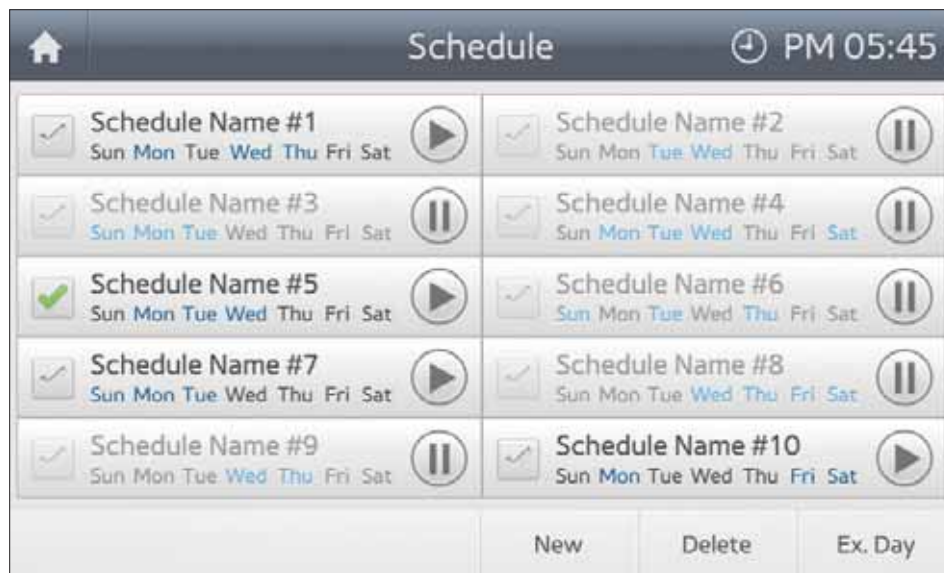 Schedule PM 05:45
Schedule Name #1
Sun Mon Tue Wed Thu Fri Sat
Schedule Name #2
Sun Mon Tue Wed Thu Fri Sat
Schedule Name #3
Sun Mon Tue Wed Thu Fri Sat
Schedule Name #4
Sun Mon Tue Wed Thu Fri Sat
Schedule Name #5
Sun Mon Tue Wed Thu Fri Sat
Schedule Name #6
Sun Mon Tue Wed Thu Fri Sat
Schedule Name #7
Sun Mon Tue Wed Thu Fri Sat
Schedule Name #8
Sun Mon Tue Wed Thu Fri Sat
Schedule Name #9
Sun Mon Tue Wed Thu Fri Sat
Schedule Name #10
Sun Mon Tue Wed Thu Fri Sat
New Delete Ex. Day